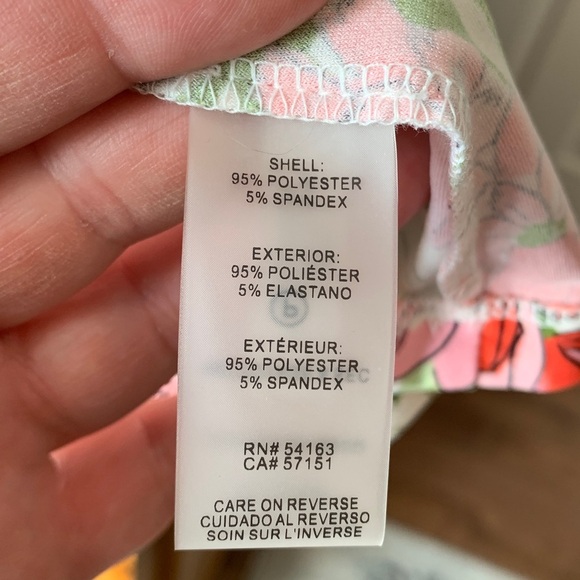 SHELL:
95% POLYESTER
5% SPANDEX
EXTERIOR:
95% POLIÉSTER
5% ELASTANO
EXTÉRIEUR:
95% POLYESTER
5% SPANDEX
RN# 54163
CA# 57151
CARE ON REVERSE
CUIDADO AL REVERSO
SOIN SUR L'INVERSE